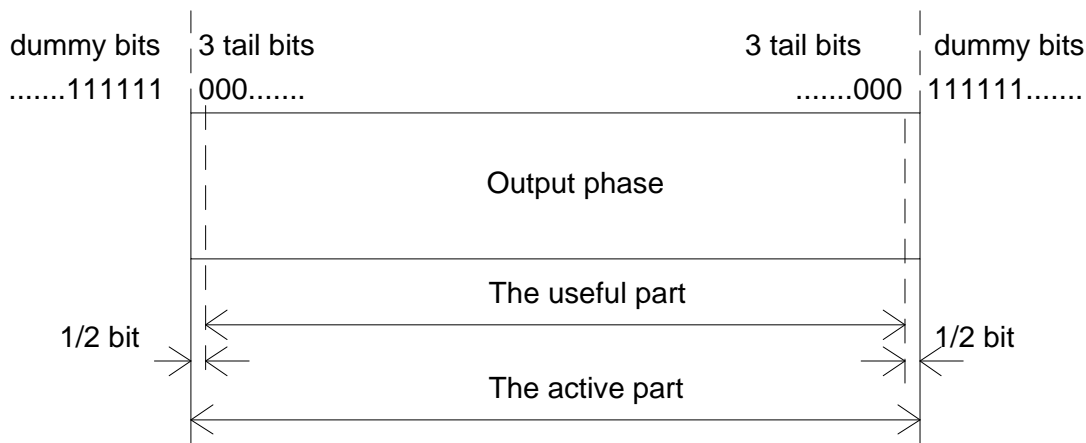 dummy bits 3 tail bits 3 tail bits dummy bits
.......111111 000....... .......000 111111.......
Output phase
The useful part
1/2 bit 1/2 bit
The active part